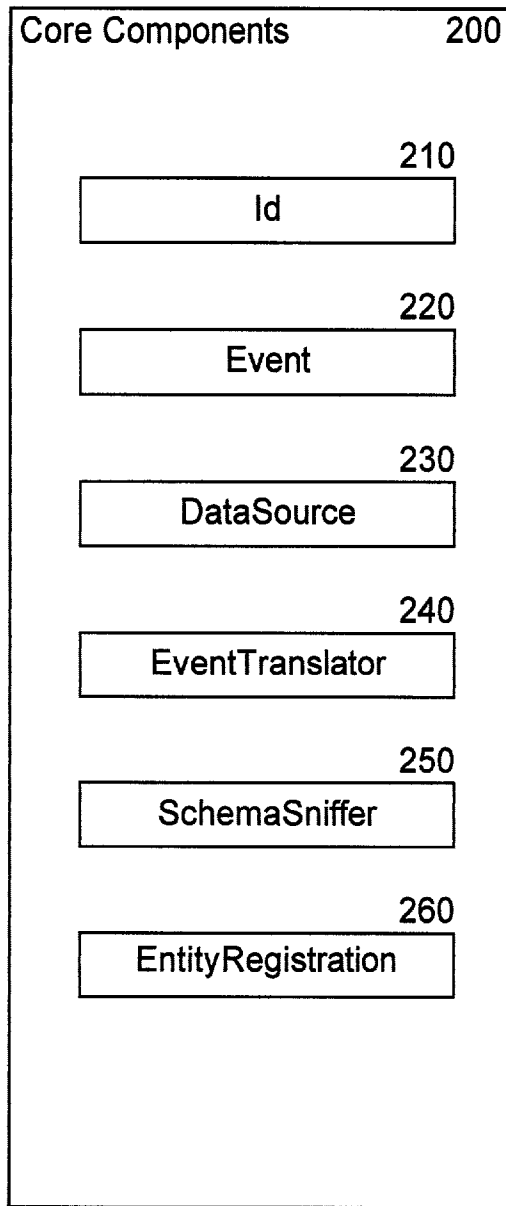 Core Components 200
210
Id
220
Event
230
DataSource
240
EventTranslator
250
SchemaSniffer
260
EntityRegistration